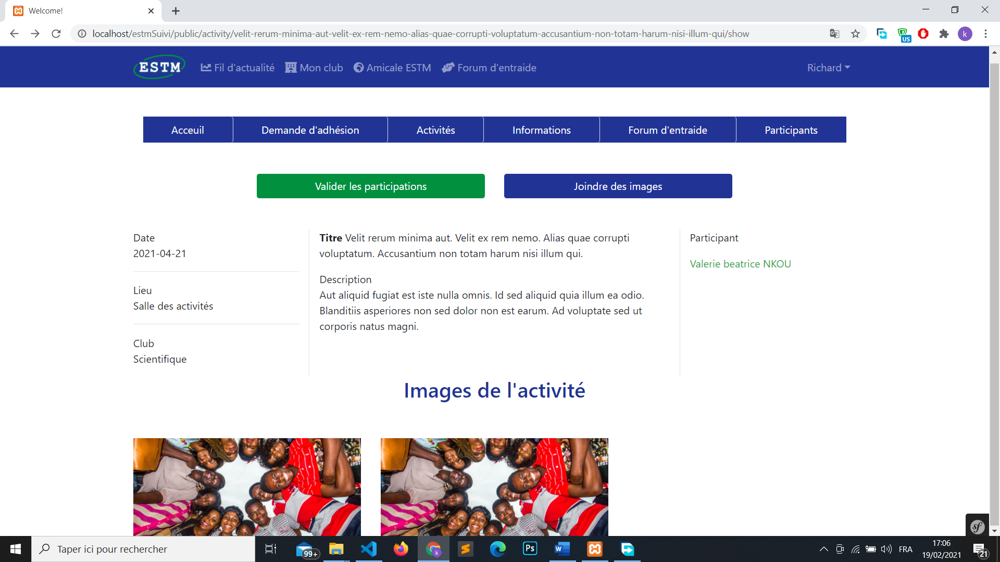 Welcome!
localhost/estmSuivi/public/activity/velit-rerum-minima-aut-velit-ex-rem-nemo-alias-quae-corrupti-voluptatum-accusantium-non-totam-harum-nisi-illum-qui/show
US
k
ESTM Fil d'actualité Mon club Amicale ESTM Forum d'entraide Richard
Acceuil Demande d'adhésion Activités Informations Forum d'entraide Participants
Valider les participations Joindre des images
Date
2021-04-21
Lieu
Salle des activités
Club
Scientifique
Titre Velit rerum minima aut. Velit ex rem nemo. Alias quae corrupti
voluptatum. Accusantium non totam harum nisi illum qui.
Description
Aut aliquid fugiat est iste nulla omnis. Id sed aliquid quia illum ea odio.
Blanditiis asperiores non sed dolor non est earum. Ad voluptate sed ut
corporis natus magni.
Participant
Valerie beatrice NKOU
Images de l'activité
sf
Taper ici pour rechercher
99+
k
Ps
FRA
17:06
19/02/2021
21